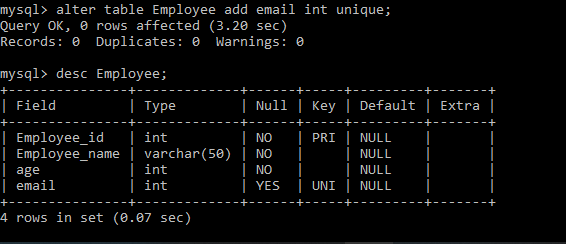 mysql> alter table Employee add email int unique;
Query OK, 0 rows affected (3.20 sec)
Records: 0  Duplicates: 0  Warnings: 0

mysql> desc Employee;
+---------------+-------------+------+-----+---------+-------+
| Field         | Type        | Null | Key | Default | Extra |
+---------------+-------------+------+-----+---------+-------+
| Employee_id   | int         | NO   | PRI | NULL    |       |
| Employee_name | varchar(50) | NO   |     | NULL    |       |
| age           | int         | NO   |     | NULL    |       |
| email         | int         | YES  | UNI | NULL    |       |
+---------------+-------------+------+-----+---------+-------+
4 rows in set (0.07 sec)